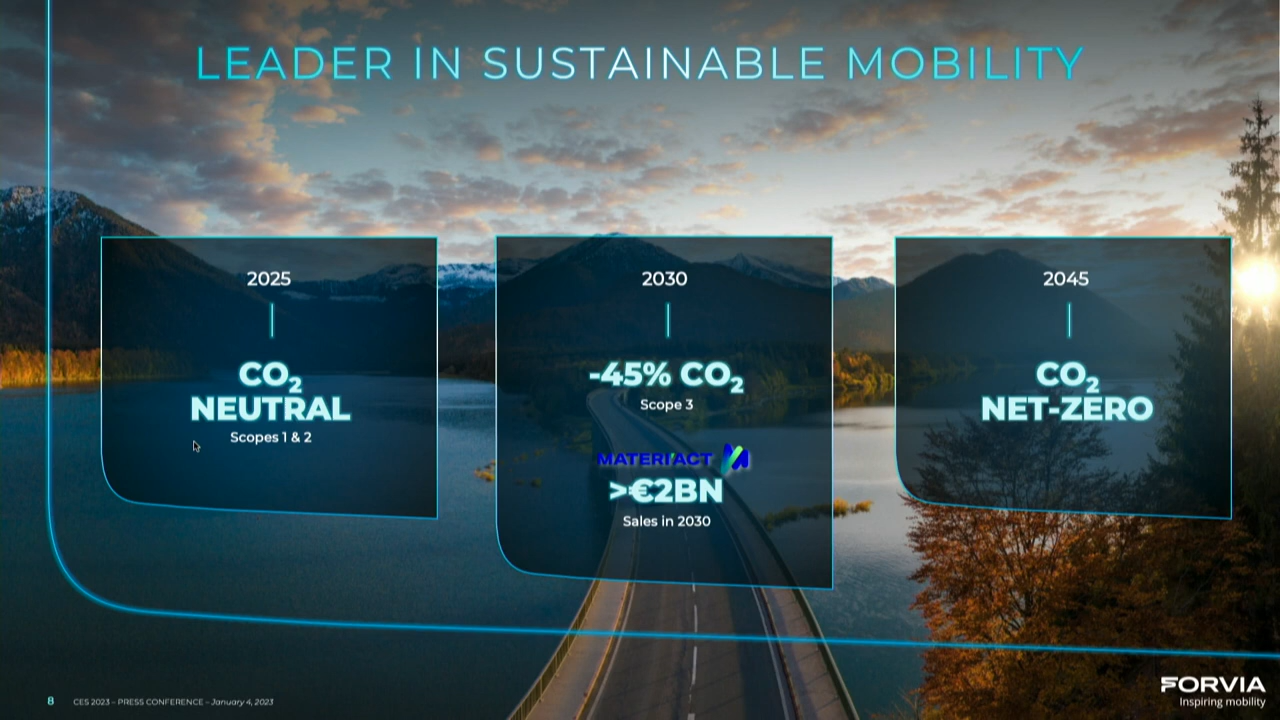 LEADER IN SUSTAINABLE MOBILITY
2025
CO₂
NEUTRAL
Scopes 1 & 2
2030
-45% CO₂
Scope 3
MATERI'ACT
>€2BN
Sales in 2030
2045
CO₂
NET-ZERO
8 CES 2023 – PRESS CONFERENCE – January 4, 2023
FORVIA
Inspiring mobility